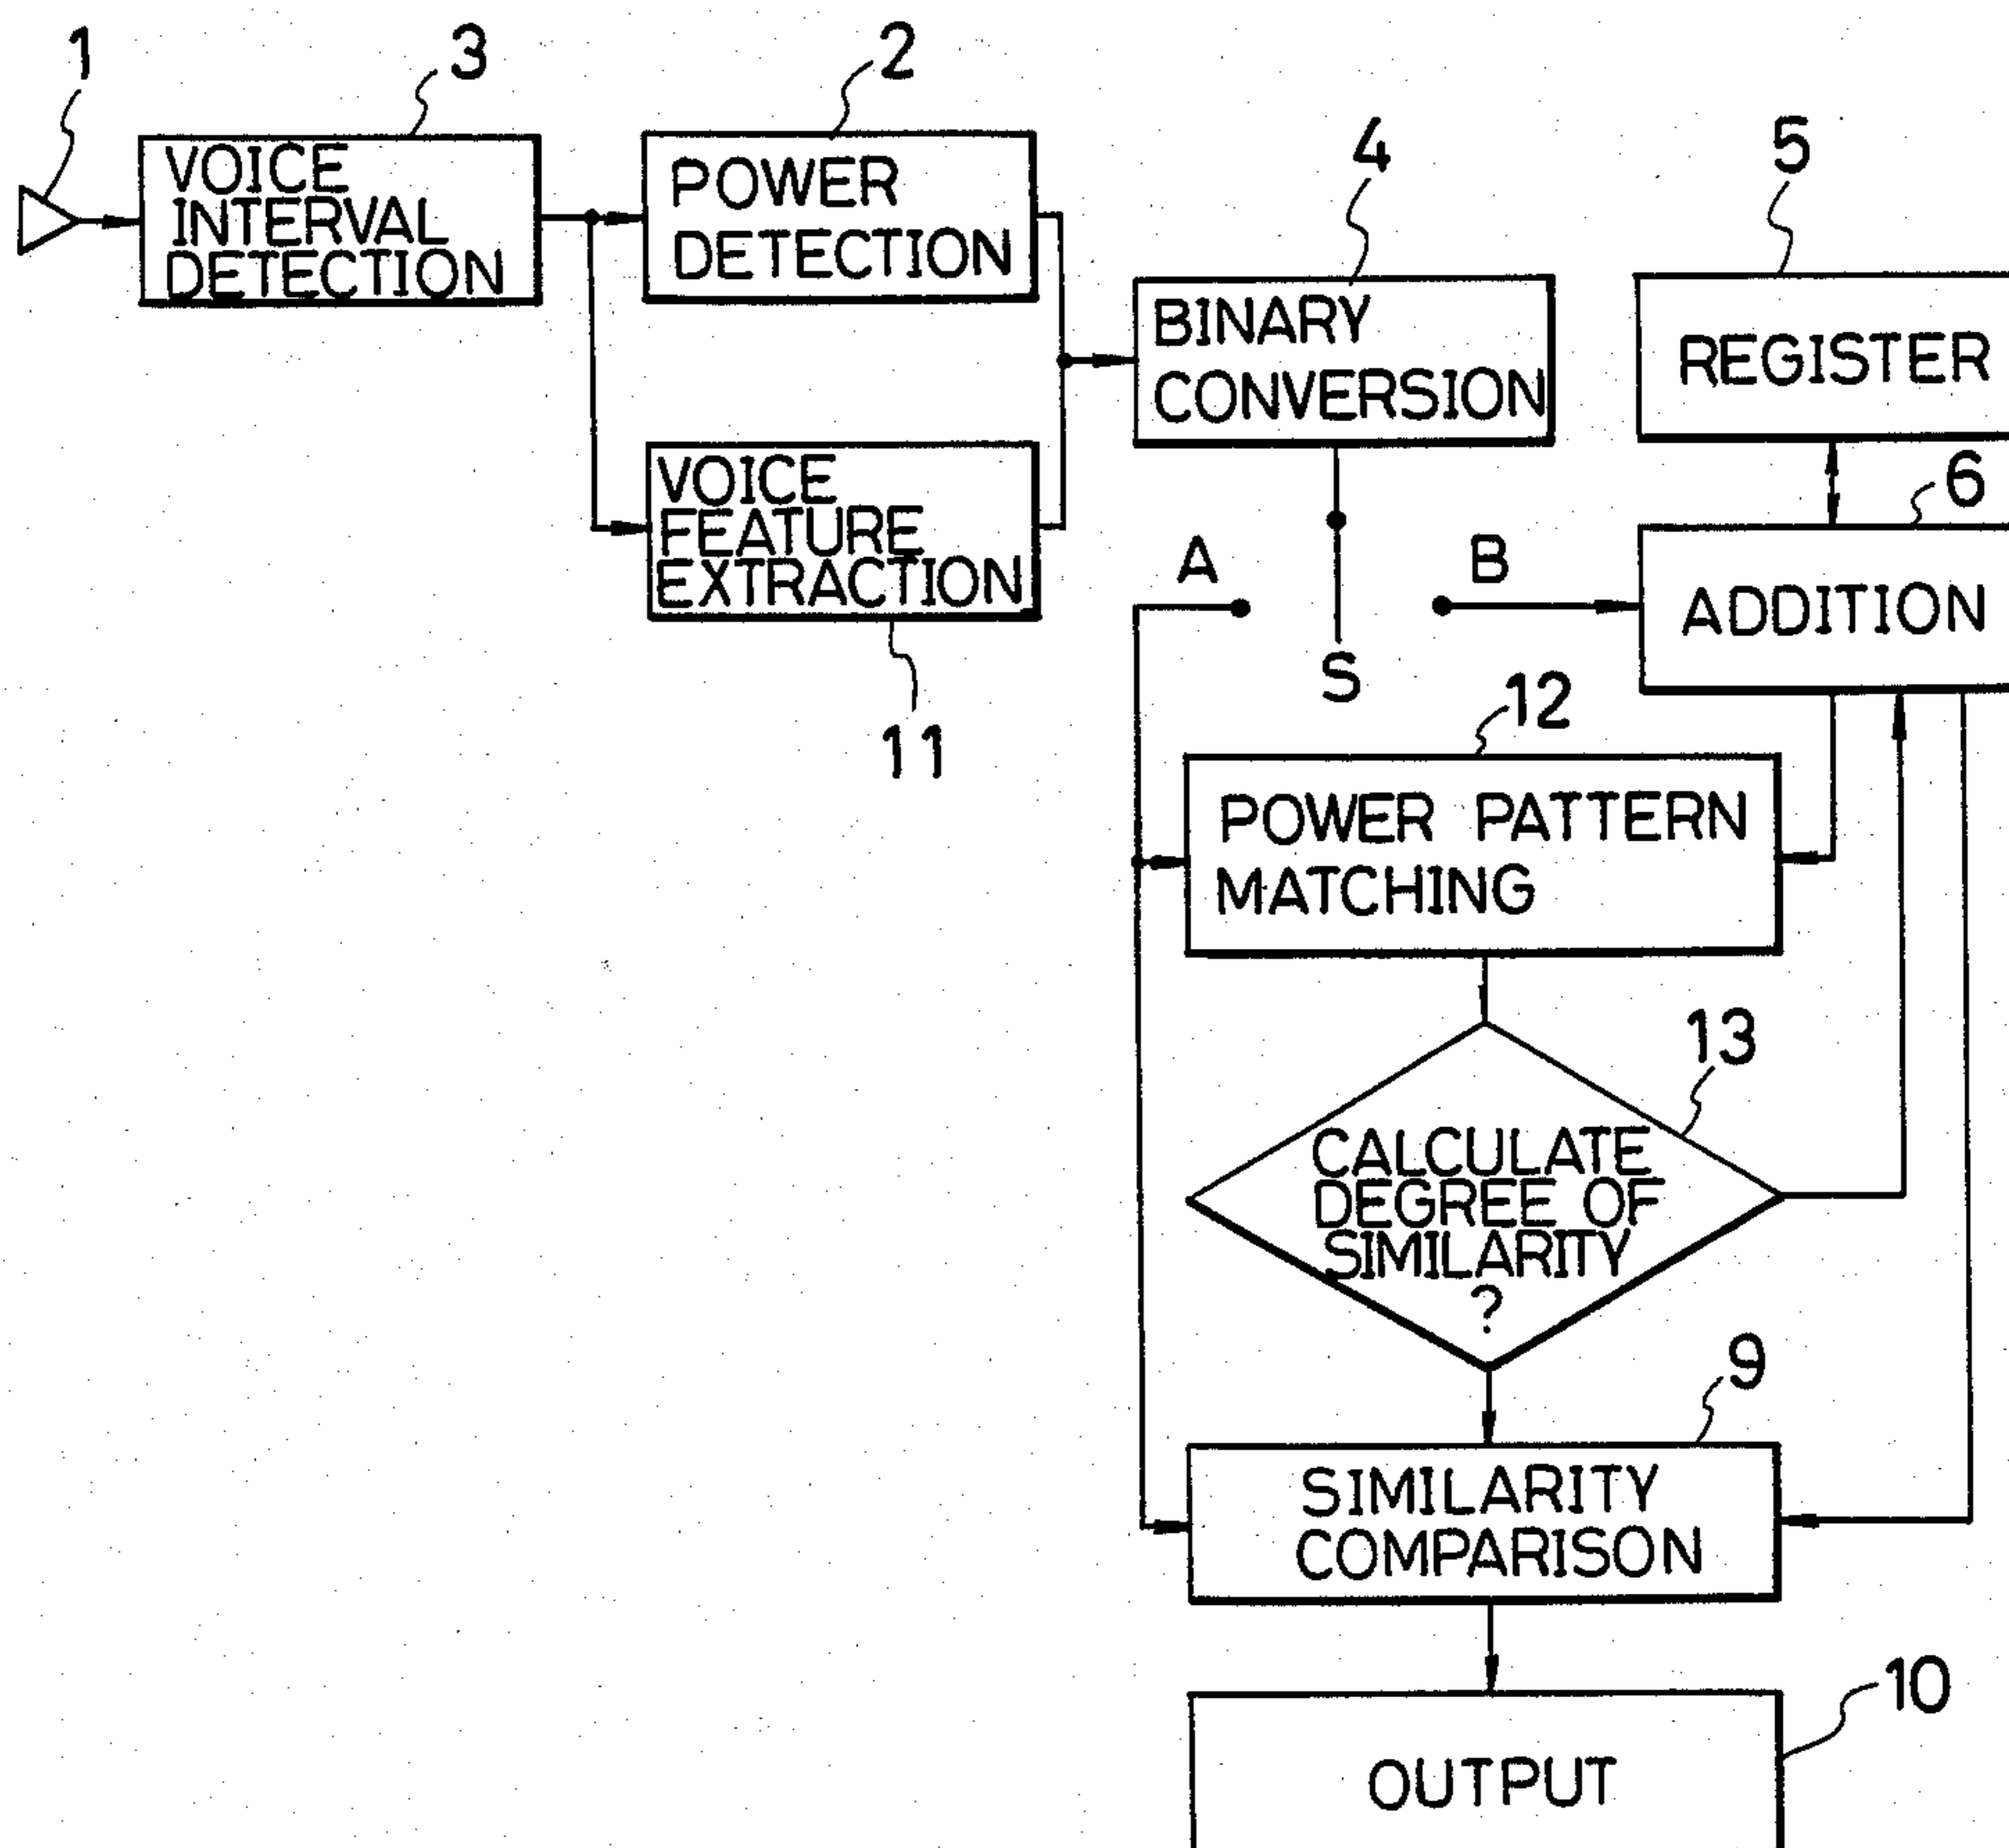 1
3
2
4
5
VOICE
INTERVAL
DETECTION
POWER
DETECTION
BINARY
CONVERSION
REGISTER
VOICE
FEATURE
EXTRACTION
11
A
S
B
6
ADDITION
12
POWER PATTERN
MATCHING
13
CALCULATE
DEGREE OF
SIMILARITY
?
9
SIMILARITY
COMPARISON
10
OUTPUT